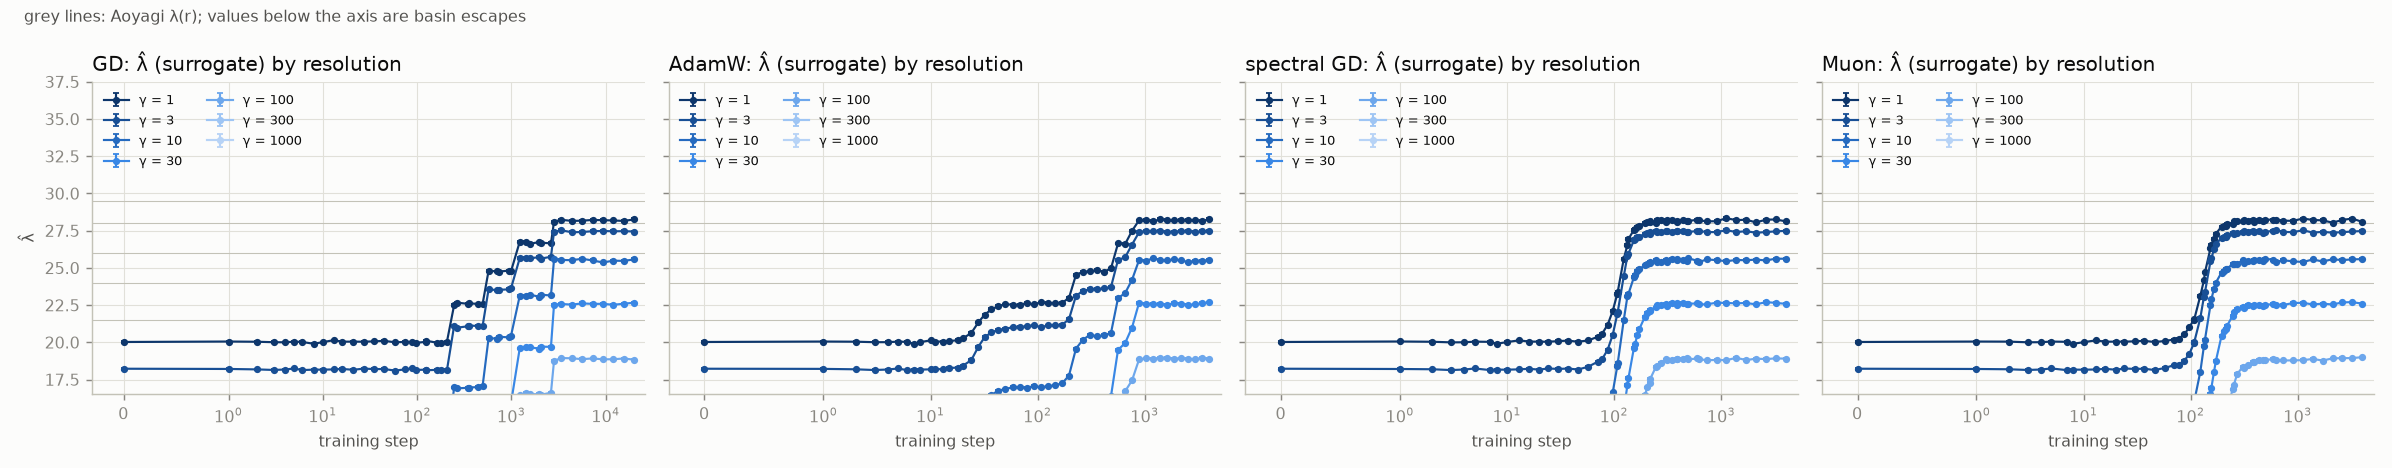 grey lines: Aoyagi λ(r); values below the axis are basin escapes
GD: λ̂ (surrogate) by resolution
AdamW: λ̂ (surrogate) by resolution
spectral GD: λ̂ (surrogate) by resolution
Muon: λ̂ (surrogate) by resolution
37.5
35.0
32.5
30.0
27.5
25.0
22.5
20.0
17.5
λ̂
γ = 1
γ = 3
γ = 10
γ = 30
γ = 100
γ = 300
γ = 1000
γ = 1
γ = 3
γ = 10
γ = 30
γ = 100
γ = 300
γ = 1000
γ = 1
γ = 3
γ = 10
γ = 30
γ = 100
γ = 300
γ = 1000
γ = 1
γ = 3
γ = 10
γ = 30
γ = 100
γ = 300
γ = 1000
0 10⁰ 10¹ 10² 10³ 10⁴
0 10⁰ 10¹ 10² 10³
0 10⁰ 10¹ 10² 10³
0 10⁰ 10¹ 10² 10³
training step
training step
training step
training step